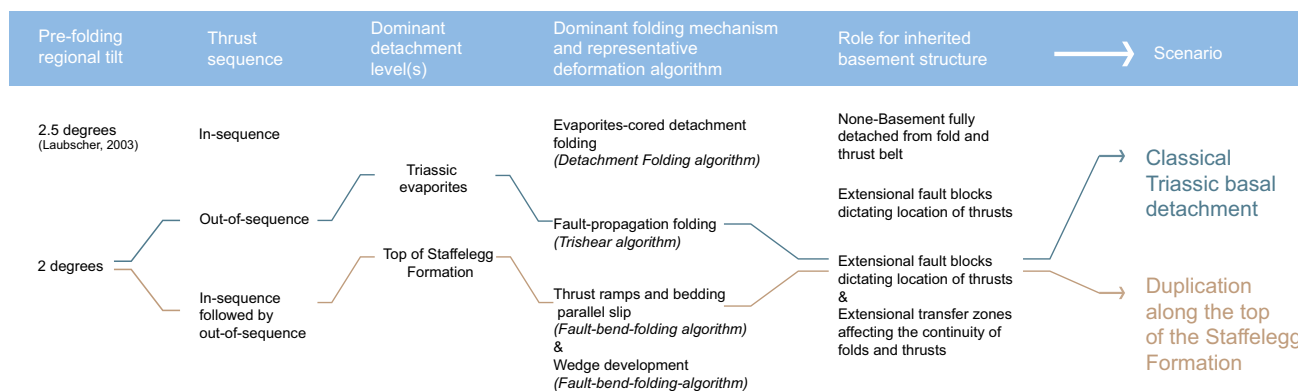 Pre-folding
regional tilt
Thrust
sequence
Dominant
detachment
level(s)
Dominant folding mechanism
and representative
deformation algorithm
Role for inherited
basement structure
Scenario
2.5 degrees
(Laubscher, 2003)
2 degrees
In-sequence
Out-of-sequence
In-sequence
followed by
out-of-sequence
Triassic
evaporites
Top of Staffelegg
Formation
Evaporites-cored detachment
folding
(Detachment Folding algorithm)
Fault-propagation folding
(Trishear algorithm)
Thrust ramps and bedding
parallel slip
(Fault-bend-folding algorithm)
&
Wedge development
(Fault-bend-folding-algorithm)
None-Basement fully
detached from fold and
thrust belt
Extensional fault blocks
dictating location of thrusts
Extensional fault blocks
dictating location of thrusts
&
Extensional transfer zones
affecting the continuity of
folds and thrusts
Classical
Triassic basal
detachment
Duplication
along the top
of the Staffelegg
Formation